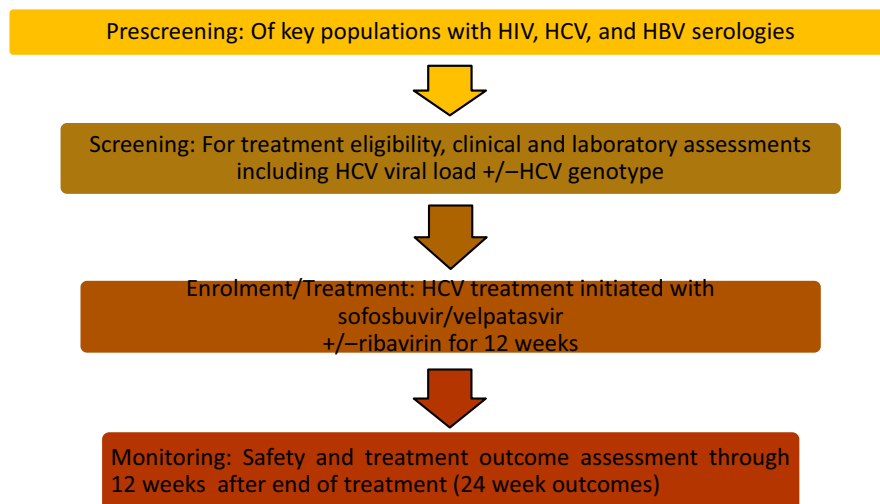 Prescreening: Of key populations with HIV, HCV, and HBV serologies
Screening: For treatment eligibility, clinical and laboratory assessments
including HCV viral load +/–HCV genotype
Enrolment/Treatment: HCV treatment initiated with
sofosbuvir/velpatasvir
+/–ribavirin for 12 weeks
Monitoring: Safety and treatment outcome assessment through
12 weeks after end of treatment (24 week outcomes)